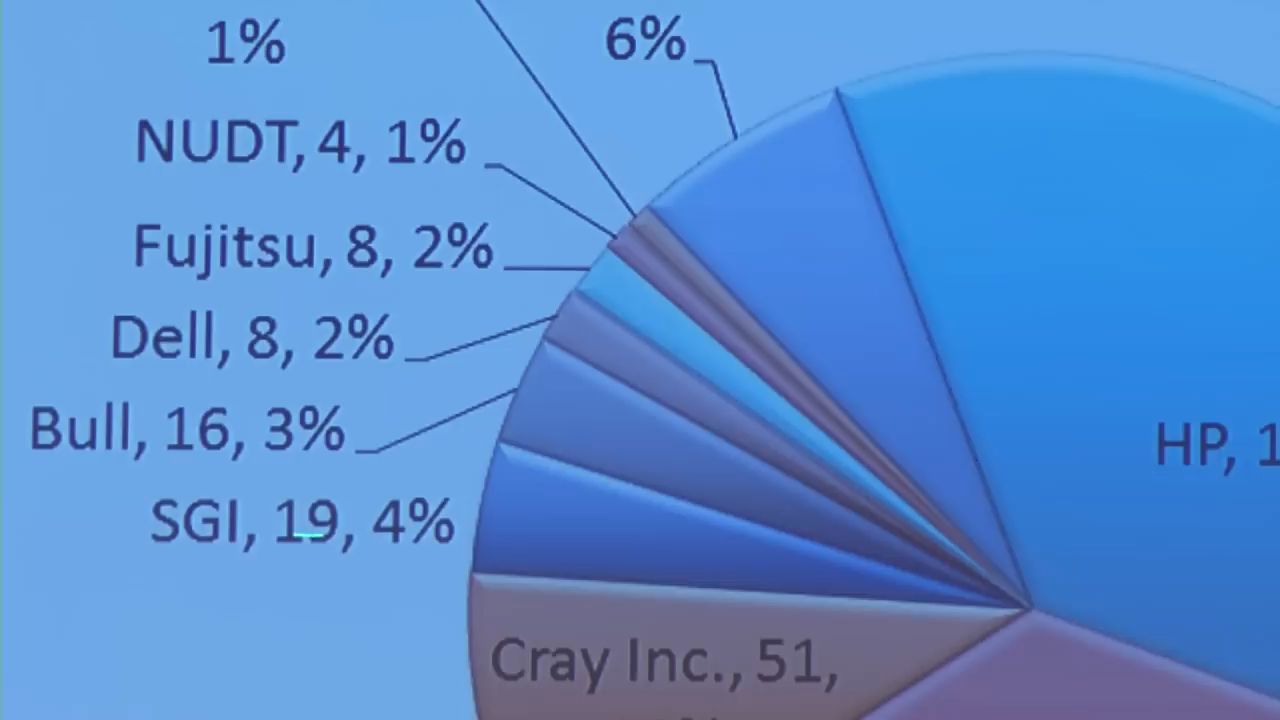 1%
6%
NUDT, 4, 1%
Fujitsu, 8, 2%
Dell, 8, 2%
Bull, 16, 3%
HP, 1
SGI, 19, 4%
Cray Inc., 51,